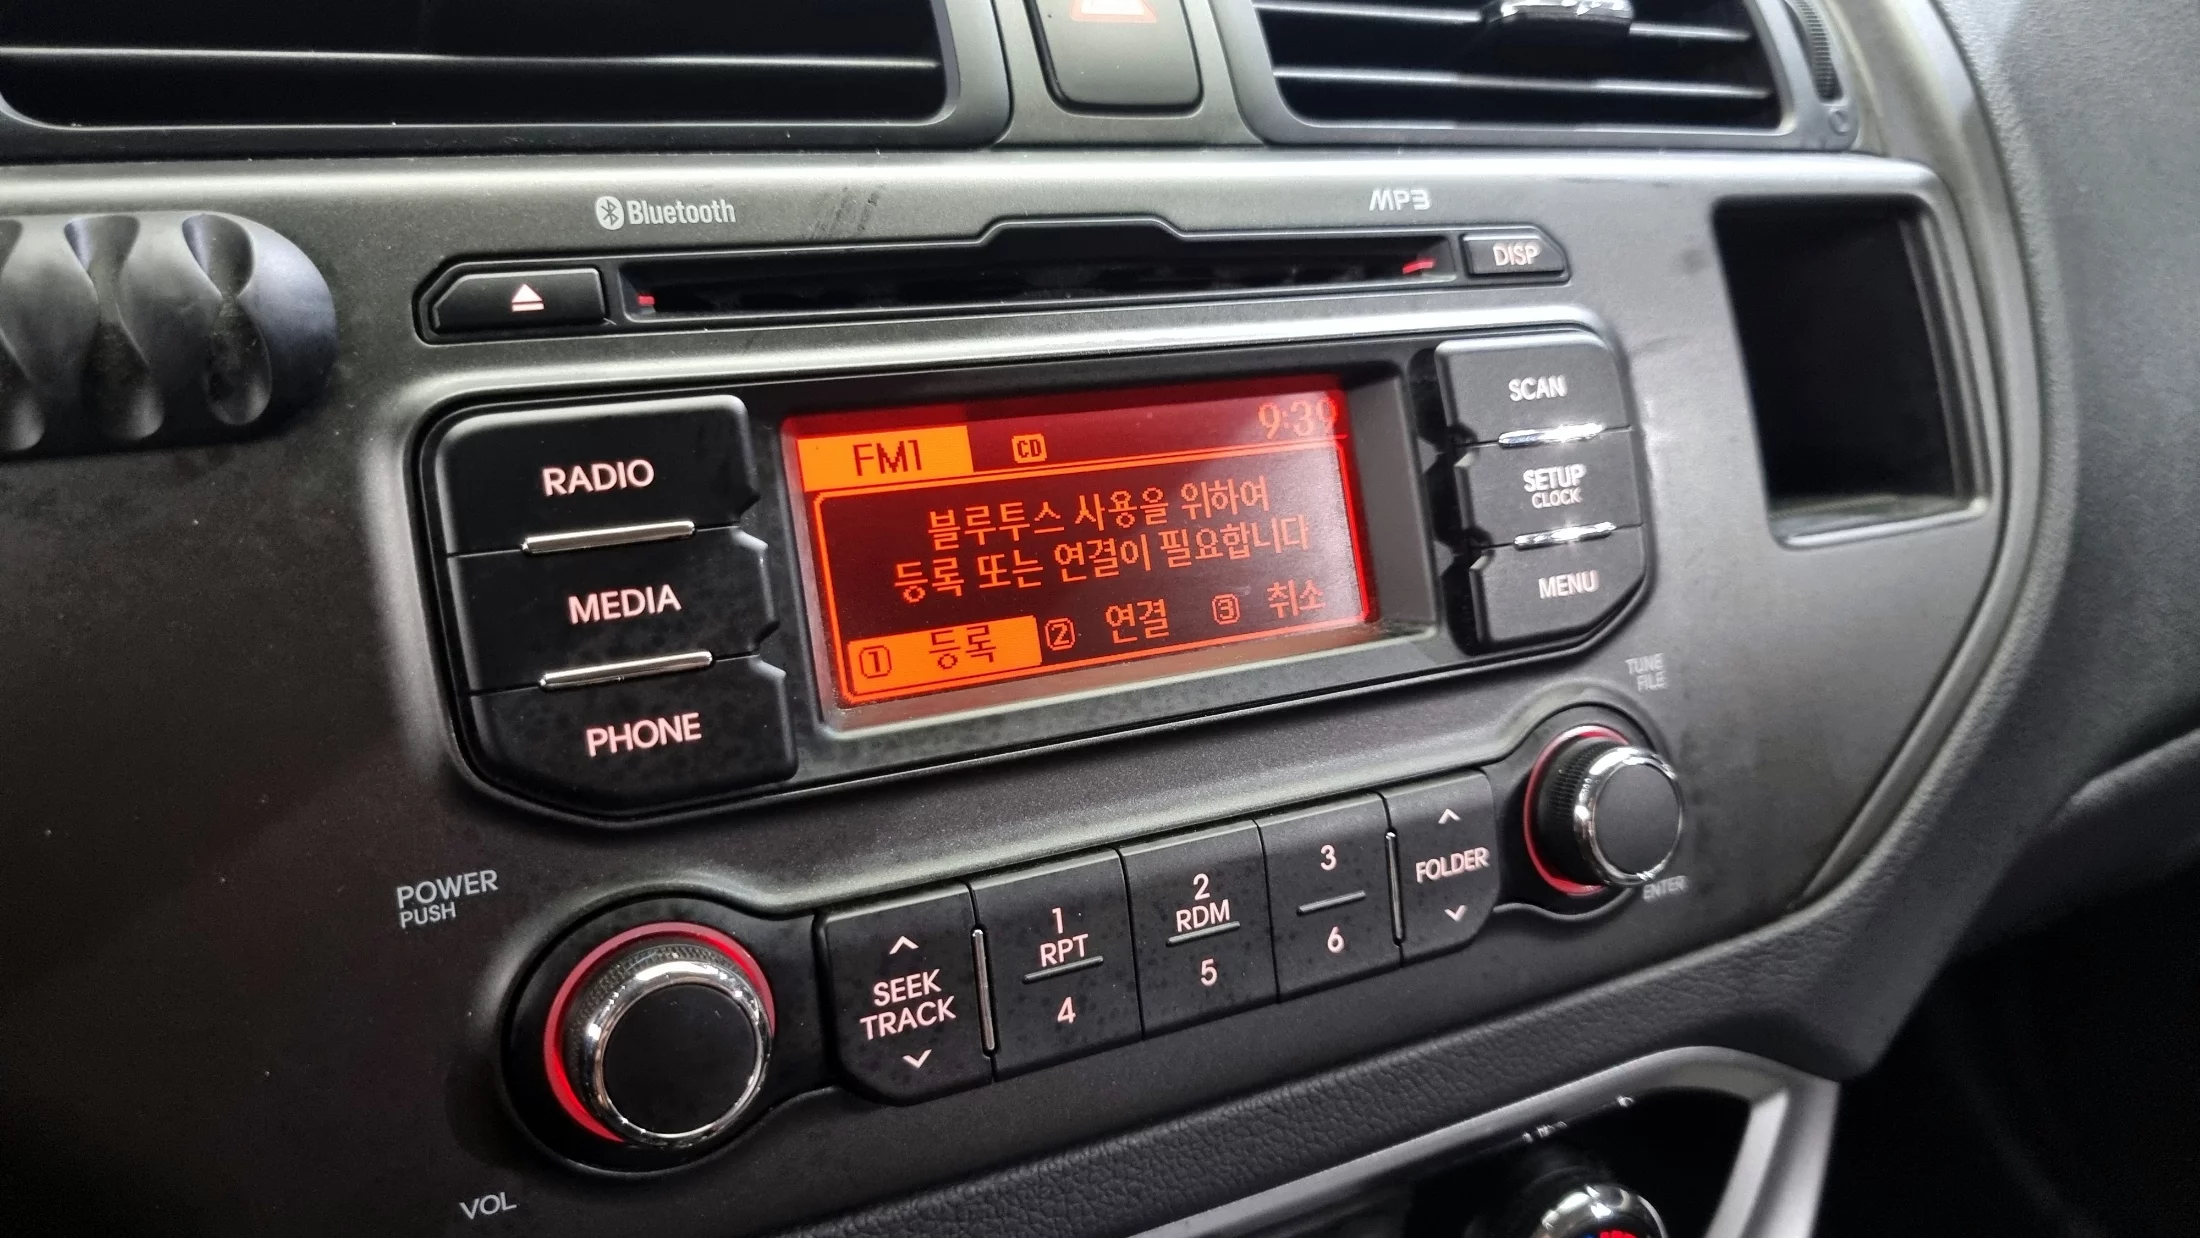 Bluetooth
MP3
DISP
RADIO
MEDIA
PHONE
FM1 CD 9:39
블루투스 사용을 위하여
등록 또는 연결이 필요합니다
1 등록 2 연결 3 취소
SCAN
SETUP
CLOCK
MENU
TUNE
FILE
ENTER
POWER
PUSH
VOL
SEEK
TRACK
1
RPT
4
2
RDM
5
3
6
FOLDER